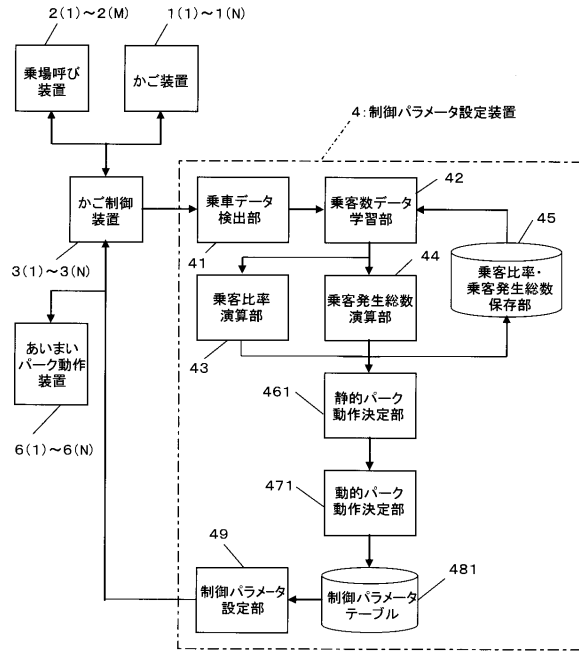 2(1)～2(M)
1(1)～1(N)
乗場呼び
装置
かご装置
4:制御パラメータ設定装置
かご制御
装置
3(1)～3(N)
乗車データ
検出部
41
乗客数データ
学習部
42
45
乗客比率・
乗客発生総数
保存部
乗客比率
演算部
43
乗客発生総数
演算部
44
あいまい
パーク動作
装置
6(1)～6(N)
461
静的パーク
動作決定部
471
動的パーク
動作決定部
49
制御パラメータ
設定部
制御パラメータ
テーブル
481